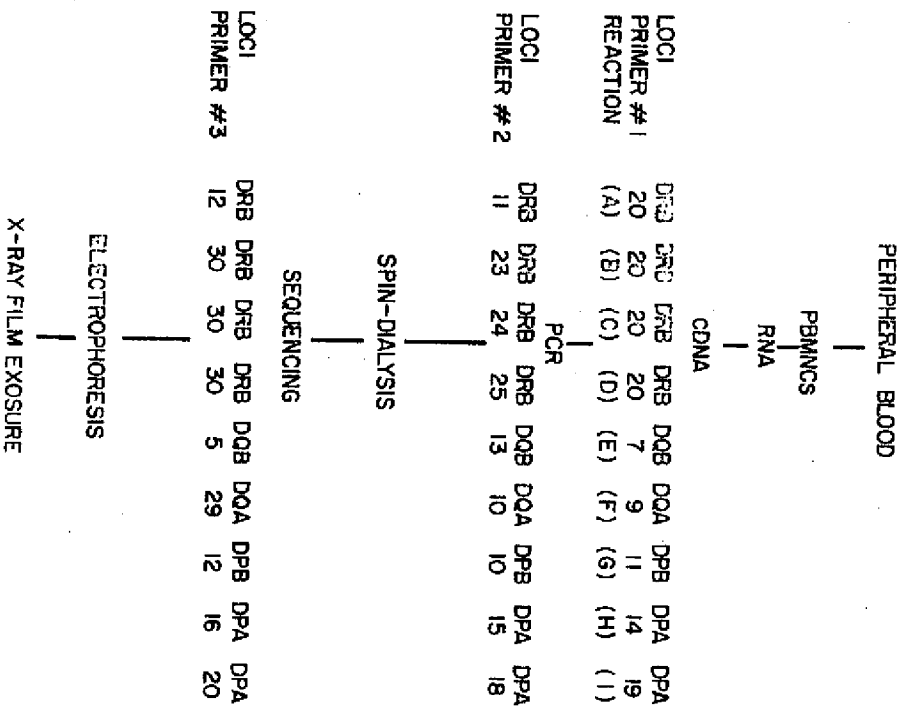 PERIPHERAL BLOOD
PBMNCS
RNA
CDNA
LOCI DRB DRB DRB DRB DQB DQA DPB DPA DPA
PRIMER #1 20 20 20 20 7 9 11 14 19
REACTION (A) (B) (C) (D) (E) (F) (G) (H) (I)
PCR
LOCI DRB DRB DRB DRB DQB DQA DPB DPA DPA
PRIMER #2 11 23 24 25 13 10 10 15 18
SPIN-DIALYSIS
SEQUENCING
LOCI DRB DRB DRB DRB DQB DQA DPB DPA DPA
PRIMER #3 12 30 30 30 5 29 12 16 20
ELECTROPHORESIS
X-RAY FILM EXOSURE